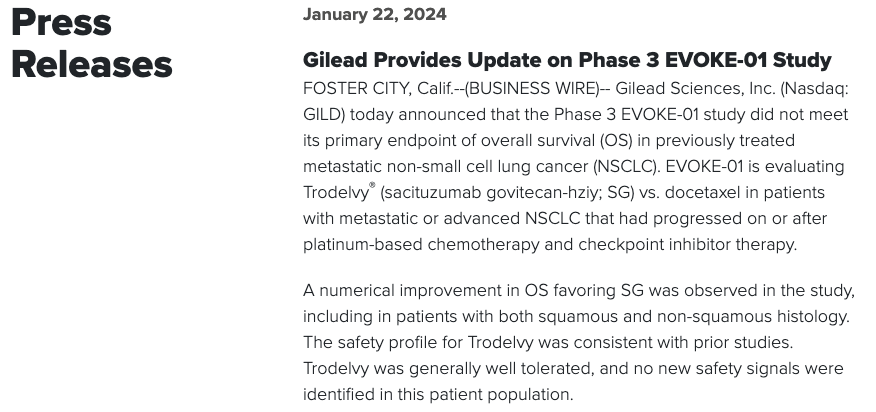 Press
Releases
January 22, 2024
Gilead Provides Update on Phase 3 EVOKE-01 Study
FOSTER CITY, Calif.--(BUSINESS WIRE)-- Gilead Sciences, Inc. (Nasdaq:
GILD) today announced that the Phase 3 EVOKE-01 study did not meet
its primary endpoint of overall survival (OS) in previously treated
metastatic non-small cell lung cancer (NSCLC). EVOKE-01 is evaluating
Trodelvy® (sacituzumab govitecan-hziy; SG) vs. docetaxel in patients
with metastatic or advanced NSCLC that had progressed on or after
platinum-based chemotherapy and checkpoint inhibitor therapy.
A numerical improvement in OS favoring SG was observed in the study,
including in patients with both squamous and non-squamous histology.
The safety profile for Trodelvy was consistent with prior studies.
Trodelvy was generally well tolerated, and no new safety signals were
identified in this patient population.